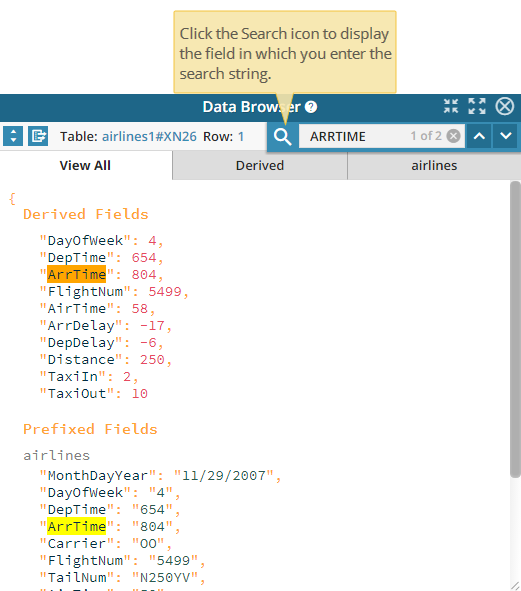 Click the Search icon to display
the field in which you enter the
search string.
Data Browser ?
Table: airlines1#XN26 Row: 1 ARRTIME 1 of 2
View All Derived airlines
{
Derived Fields
"DayOfWeek": 4,
"DepTime": 654,
"ArrTime": 804,
"FlightNum": 5499,
"AirTime": 58,
"ArrDelay": -17,
"DepDelay": -6,
"Distance": 250,
"TaxiIn": 2,
"TaxiOut": 10
Prefixed Fields
airlines
"MonthDayYear": "11/29/2007",
"DayOfWeek": "4",
"DepTime": "654",
"ArrTime": "804",
"Carrier": "OO",
"FlightNum": "5499",
"TailNum": "N250YV",